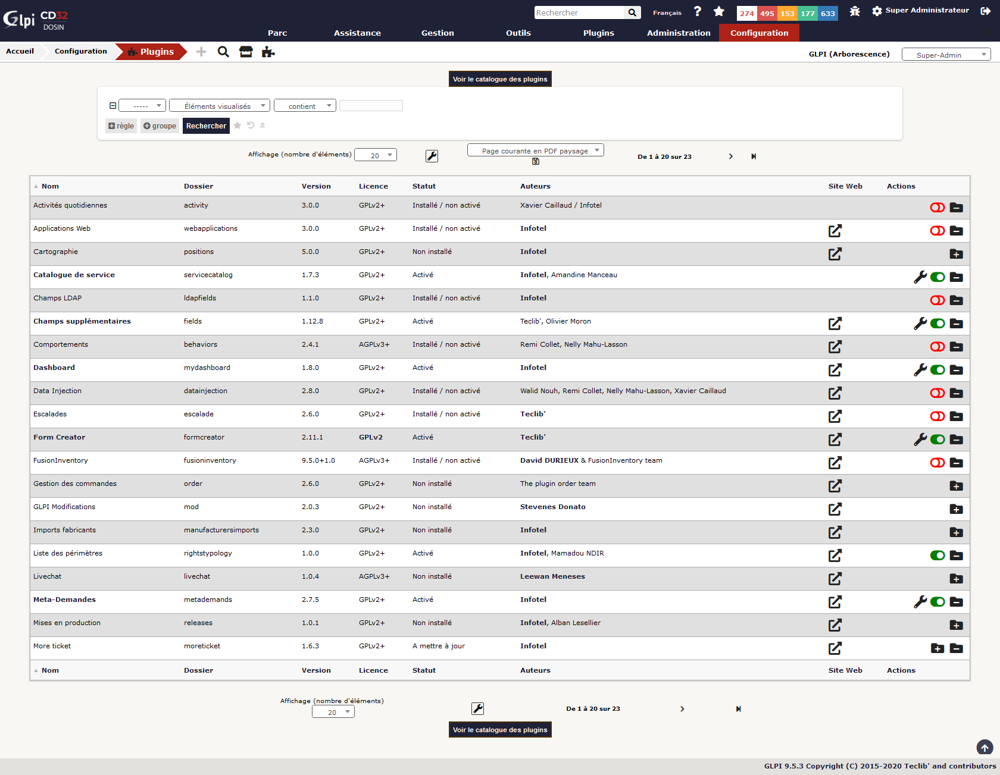 Glpi CD32 DOSIN
Rechercher
Français
?
274 495 153 177 633
Super Administrateur
Parc Assistance Gestion Outils Plugins Administration Configuration
Accueil Configuration Plugins
GLPI (Arborescence) Super-Admin
Voir le catalogue des plugins
----- Éléments visualisés contient
règle groupe Rechercher
Affichage (nombre d'éléments) 20 Page courante en PDF paysage De 1 à 20 sur 23
Nom Dossier Version Licence Statut Auteurs Site Web Actions
Activités quotidiennes activity 3.0.0 GPLv2+ Installé / non activé Xavier Caillaud / Infotel
Applications Web webapplications 3.0.0 GPLv2+ Installé / non activé Infotel
Cartographie positions 5.0.0 GPLv2+ Non installé Infotel
Catalogue de service servicecatalog 1.7.3 GPLv2+ Activé Infotel, Amandine Manceau
Champs LDAP ldapfields 1.1.0 GPLv2+ Installé / non activé Infotel
Champs supplémentaires fields 1.12.8 GPLv2+ Activé Teclib', Olivier Moron
Comportements behaviors 2.4.1 AGPLv3+ Installé / non activé Remi Collet, Nelly Mahu-Lasson
Dashboard mydashboard 1.8.0 GPLv2+ Activé Infotel
Data Injection datainjection 2.8.0 GPLv2+ Installé / non activé Walid Nouh, Remi Collet, Nelly Mahu-Lasson, Xavier Caillaud
Escalades escalade 2.6.0 GPLv2+ Installé / non activé Teclib'
Form Creator formcreator 2.11.1 GPLv2 Activé Teclib'
FusionInventory fusioninventory 9.5.0+1.0 AGPLv3+ Installé / non activé David DURIEUX & FusionInventory team
Gestion des commandes order 2.6.0 GPLv2+ Non installé The plugin order team
GLPI Modifications mod 2.0.3 GPLv2+ Non installé Stevenes Donato
Imports fabricants manufacturersimports 2.3.0 GPLv2+ Non installé Infotel
Liste des périmètres rightstypology 1.0.0 GPLv2+ Activé Infotel, Mamadou NDIR
Livechat livechat 1.0.4 AGPLv3+ Non installé Leewan Meneses
Meta-Demandes metademands 2.7.5 GPLv2+ Activé Infotel
Mises en production releases 1.0.1 GPLv2+ Non installé Infotel, Alban Lesellier
More ticket moreticket 1.6.3 GPLv2+ A mettre à jour Infotel
Nom Dossier Version Licence Statut Auteurs Site Web Actions
Affichage (nombre d'éléments)
20 De 1 à 20 sur 23
Voir le catalogue des plugins
GLPI 9.5.3 Copyright (C) 2015-2020 Teclib' and contributors